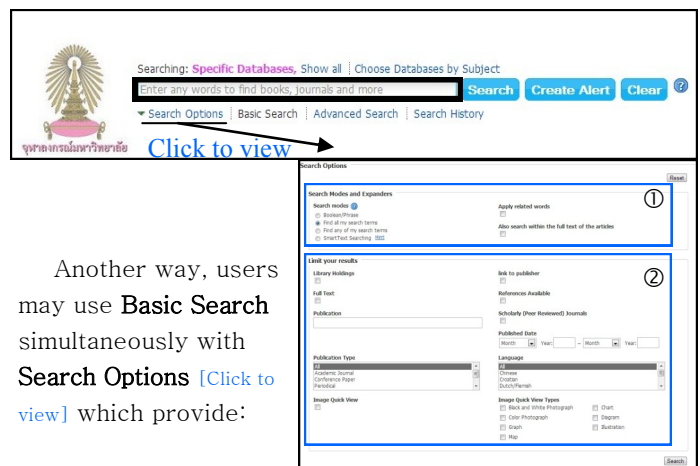 Searching: Specific Databases, Show all Choose Databases by Subject
Enter any words to find books, journals and more Search Create Alert Clear ?
Search Options Basic Search Advanced Search Search History
จุฬาลงกรณ์มหาวิทยาลัย
Click to view
Search Options
Reset
Search Modes and Expanders
①
Search modes
Boolean/Phrase
Find all my search terms
Find any of my search terms
SmartText Searching
Apply related words
Also search within the full text of the articles
Limit your results
②
Library Holdings
link to publisher
Full Text
References Available
Publication
Scholarly (Peer Reviewed) Journals
Published Date
Month Year: – Month Year:
Publication Type
All
Academic Journal
Conference Paper
Periodical
Language
All
Chinese
Croatian
Dutch/Flemish
Image Quick View
Image Quick View Types
Black and White Photograph Chart
Color Photograph Diagram
Graph Illustration
Map
Search
Another way, users
may use Basic Search
simultaneously with
Search Options [Click to
view] which provide: